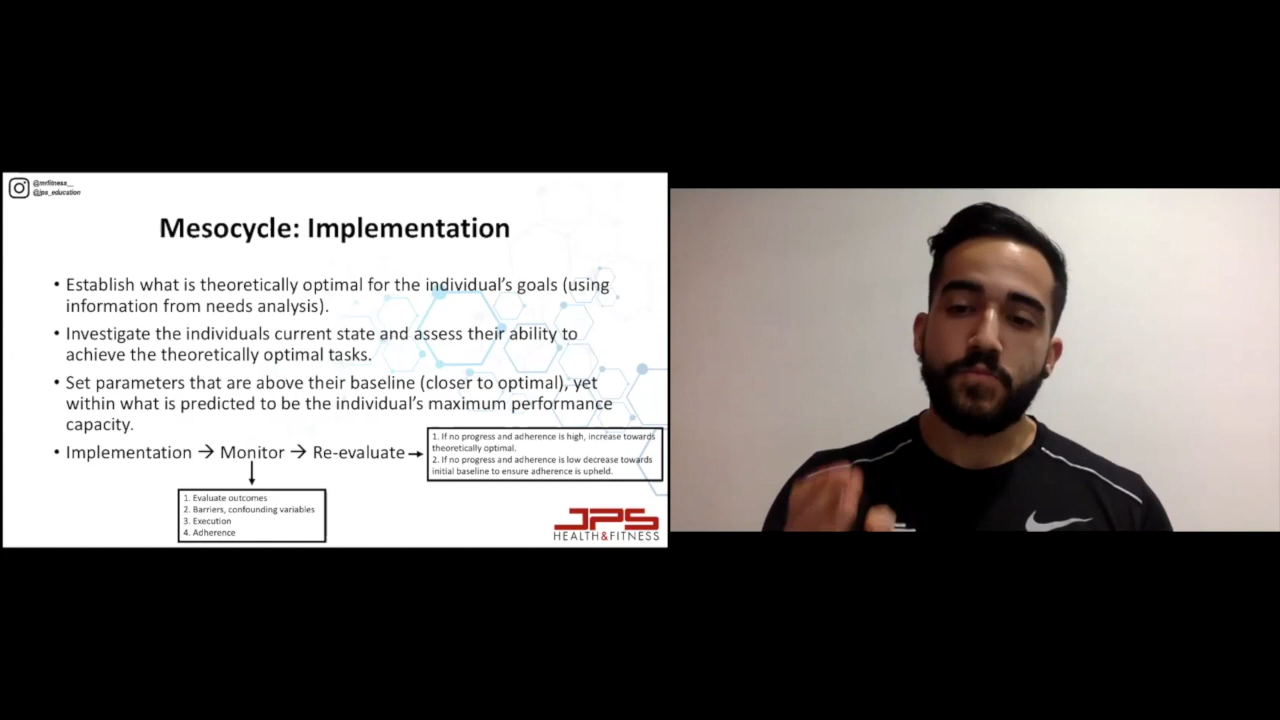 @mrfitness__
@jps_education
Mesocycle: Implementation
• Establish what is theoretically optimal for the individual's goals (using
information from needs analysis).
• Investigate the individuals current state and assess their ability to
achieve the theoretically optimal tasks.
• Set parameters that are above their baseline (closer to optimal), yet
within what is predicted to be the individual's maximum performance
capacity.
• Implementation → Monitor → Re-evaluate
1. If no progress and adherence is high, increase towards
theoretically optimal.
2. If no progress and adherence is low decrease towards
initial baseline to ensure adherence is upheld.
1. Evaluate outcomes
2. Barriers, confounding variables
3. Execution
4. Adherence
JPS
HEALTH&FITNESS